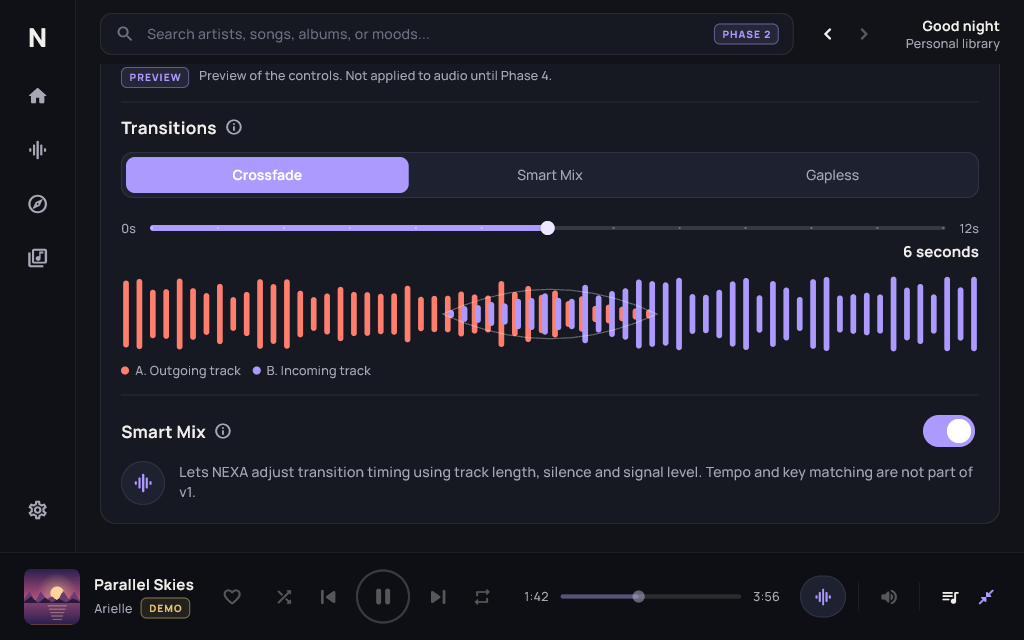 N
Search artists, songs, albums, or moods...
PHASE 2
Good night
Personal library
PREVIEW
Preview of the controls. Not applied to audio until Phase 4.
Transitions
Crossfade
Smart Mix
Gapless
0s
12s
6 seconds
A. Outgoing track
B. Incoming track
Smart Mix
Lets NEXA adjust transition timing using track length, silence and signal level. Tempo and key matching are not part of
v1.
Parallel Skies
Arielle
DEMO
1:42
3:56